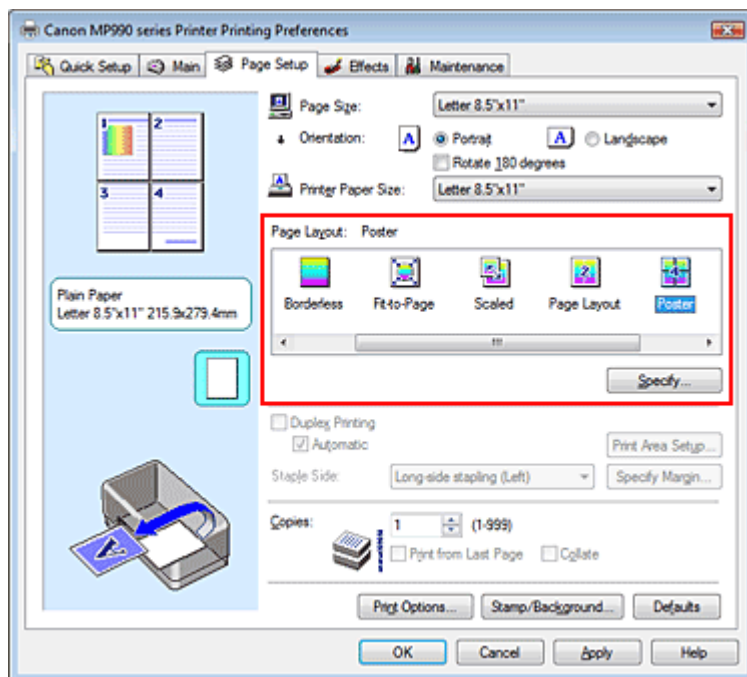 Canon MP990 series Printer Printing Preferences
Quick Setup Main Page Setup Effects Maintenance
1 2
3 4
Plain Paper
Letter 8.5"x11" 215.9x279.4mm
Page Size: Letter 8.5"x11"
Orientation: A Portrait A Landscape
Rotate 180 degrees
Printer Paper Size: Letter 8.5"x11"
Page Layout: Poster
Borderless Fit-to-Page Scaled Page Layout Poster
Specify...
Duplex Printing
Automatic Print Area Setup...
Staple Side: Long-side stapling (Left) Specify Margin...
Copies: 1 (1-999)
Print from Last Page Collate
Print Options... Stamp/Background... Defaults
OK Cancel Apply Help